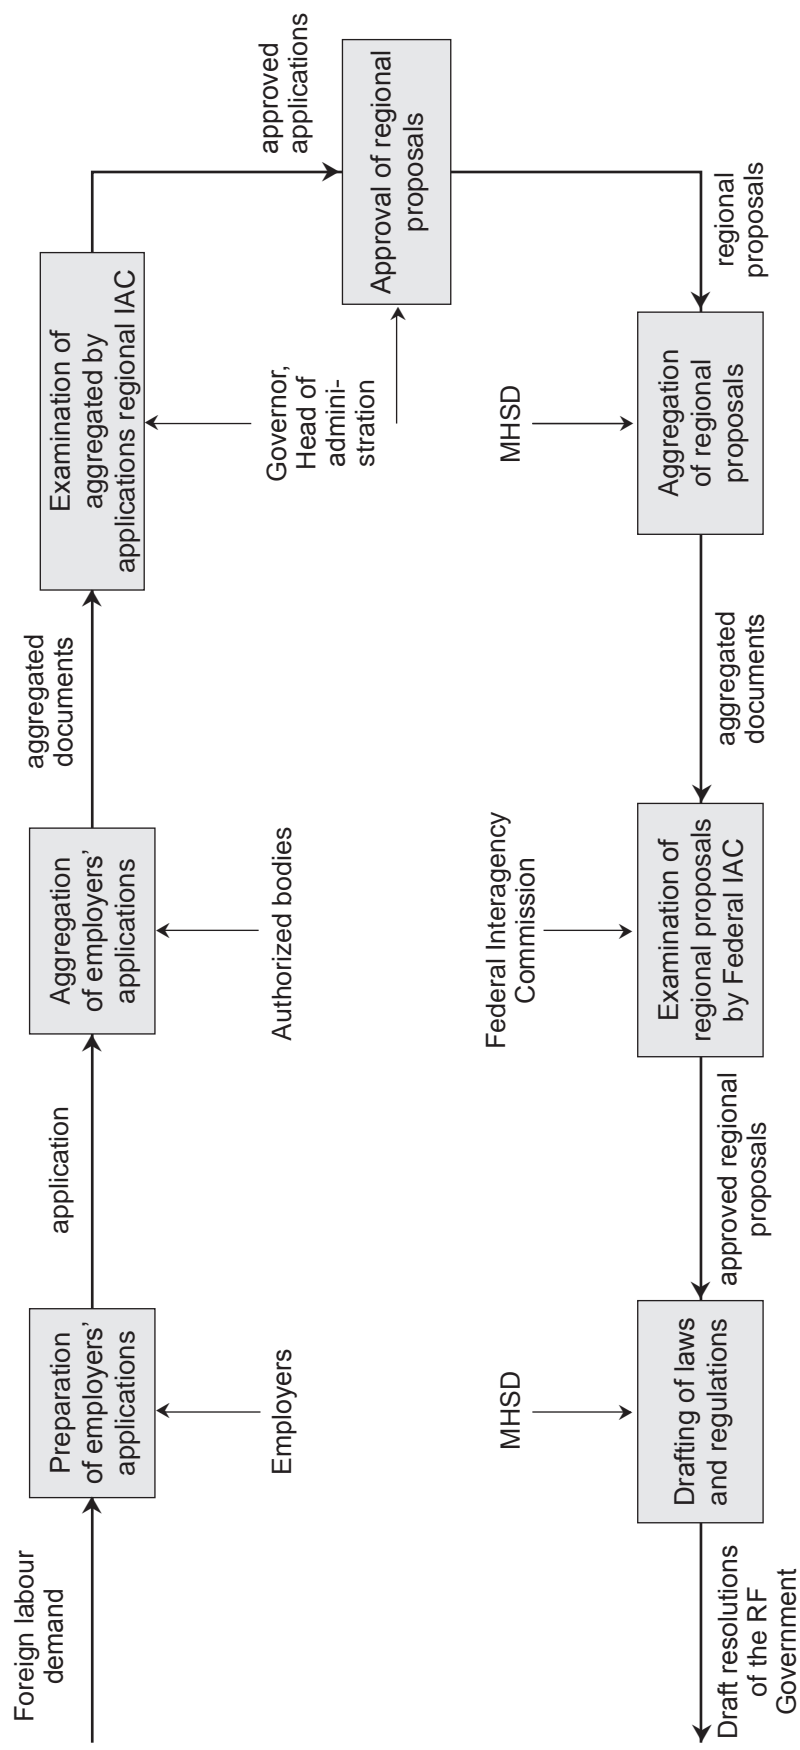 Foreign labour
demand
Preparation
of employers'
applications
Employers
application
Aggregation
of employers'
applications
Authorized bodies
aggregated
documents
Examination of
aggregated by
applications regional IAC
Governor,
Head of
admini-
stration
approved
applications
Approval of regional
proposals
regional
proposals
Aggregation
of regional
proposals
MHSD
aggregated
documents
Examination of
regional proposals
by Federal IAC
Federal Interagency
Commission
approved regional
proposals
Drafting of laws
and regulations
MHSD
Draft resolutions
of the RF
Government